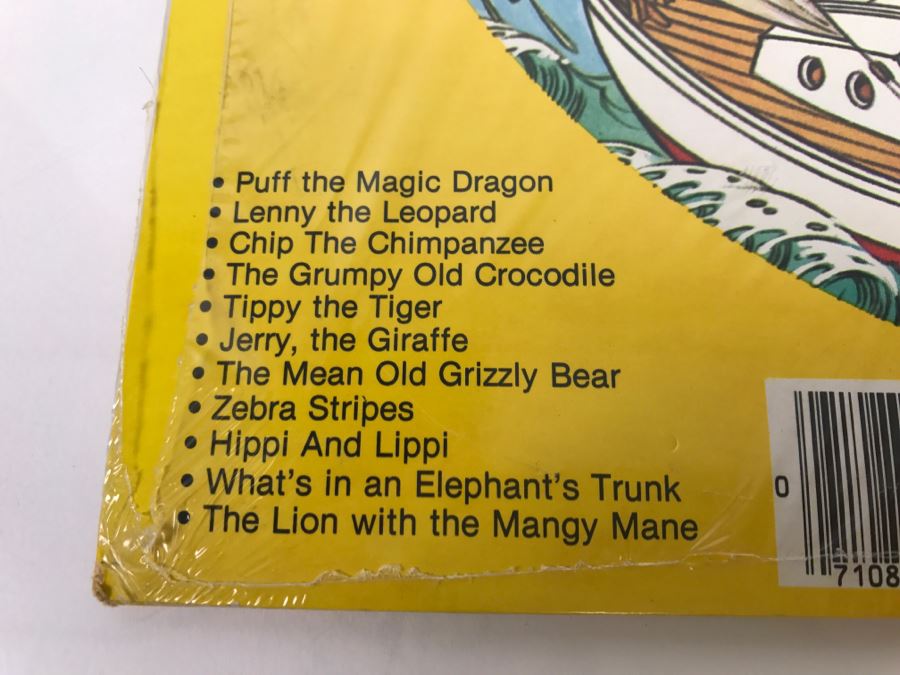 • Puff the Magic Dragon
• Lenny the Leopard
• Chip The Chimpanzee
• The Grumpy Old Crocodile
• Tippy the Tiger
• Jerry, the Giraffe
• The Mean Old Grizzly Bear
• Zebra Stripes
• Hippi And Lippi
• What's in an Elephant's Trunk
• The Lion with the Mangy Mane
0
7108